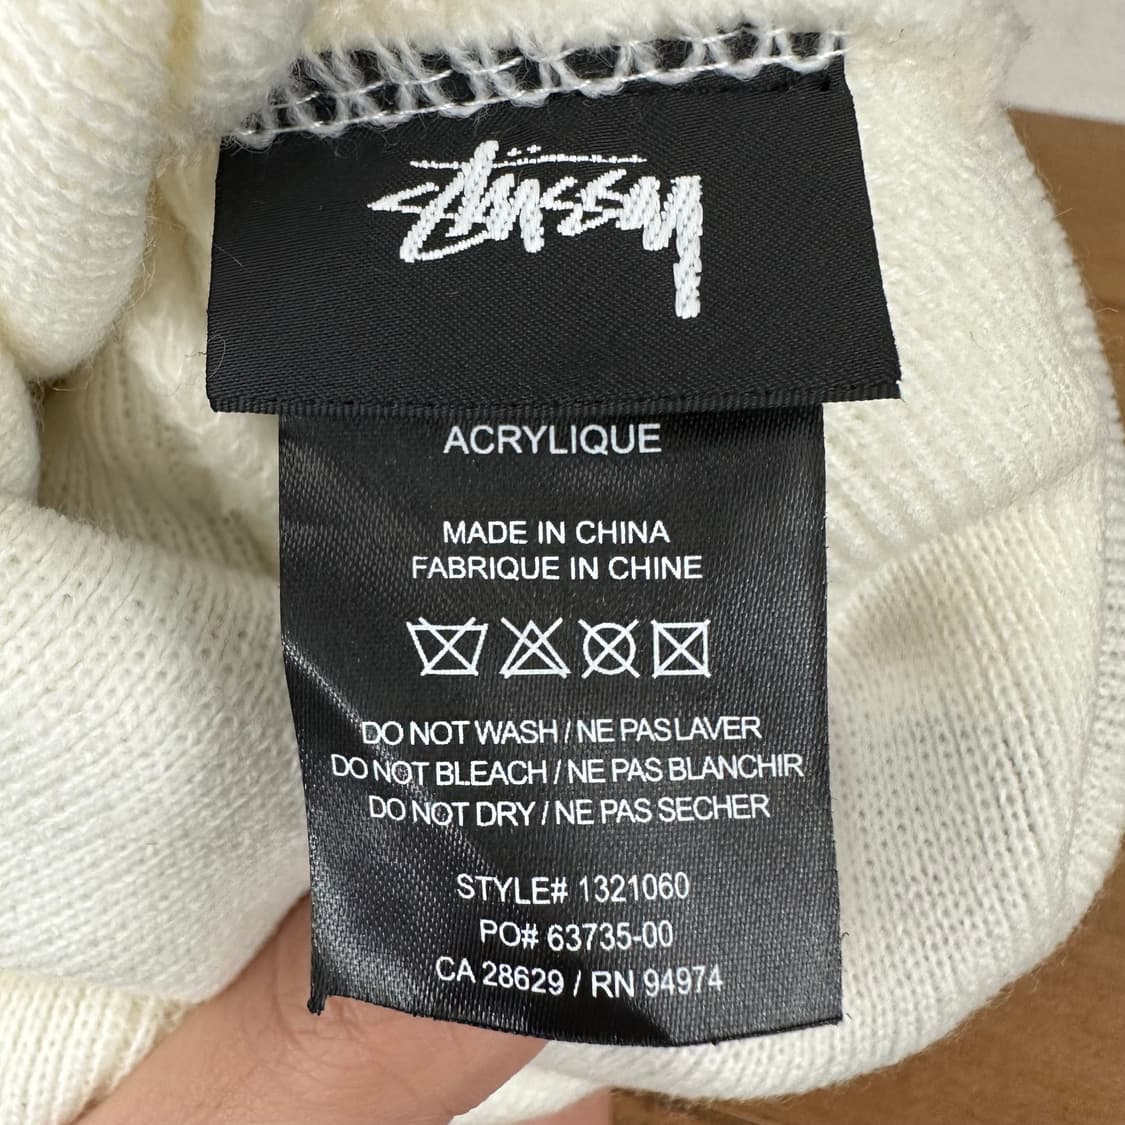 Stüssy
ACRYLIQUE
MADE IN CHINA
FABRIQUE IN CHINE
DO NOT WASH / NE PAS LAVER
DO NOT BLEACH / NE PAS BLANCHIR
DO NOT DRY / NE PAS SECHER
STYLE# 1321060
PO# 63735-00
CA 28629 / RN 94974